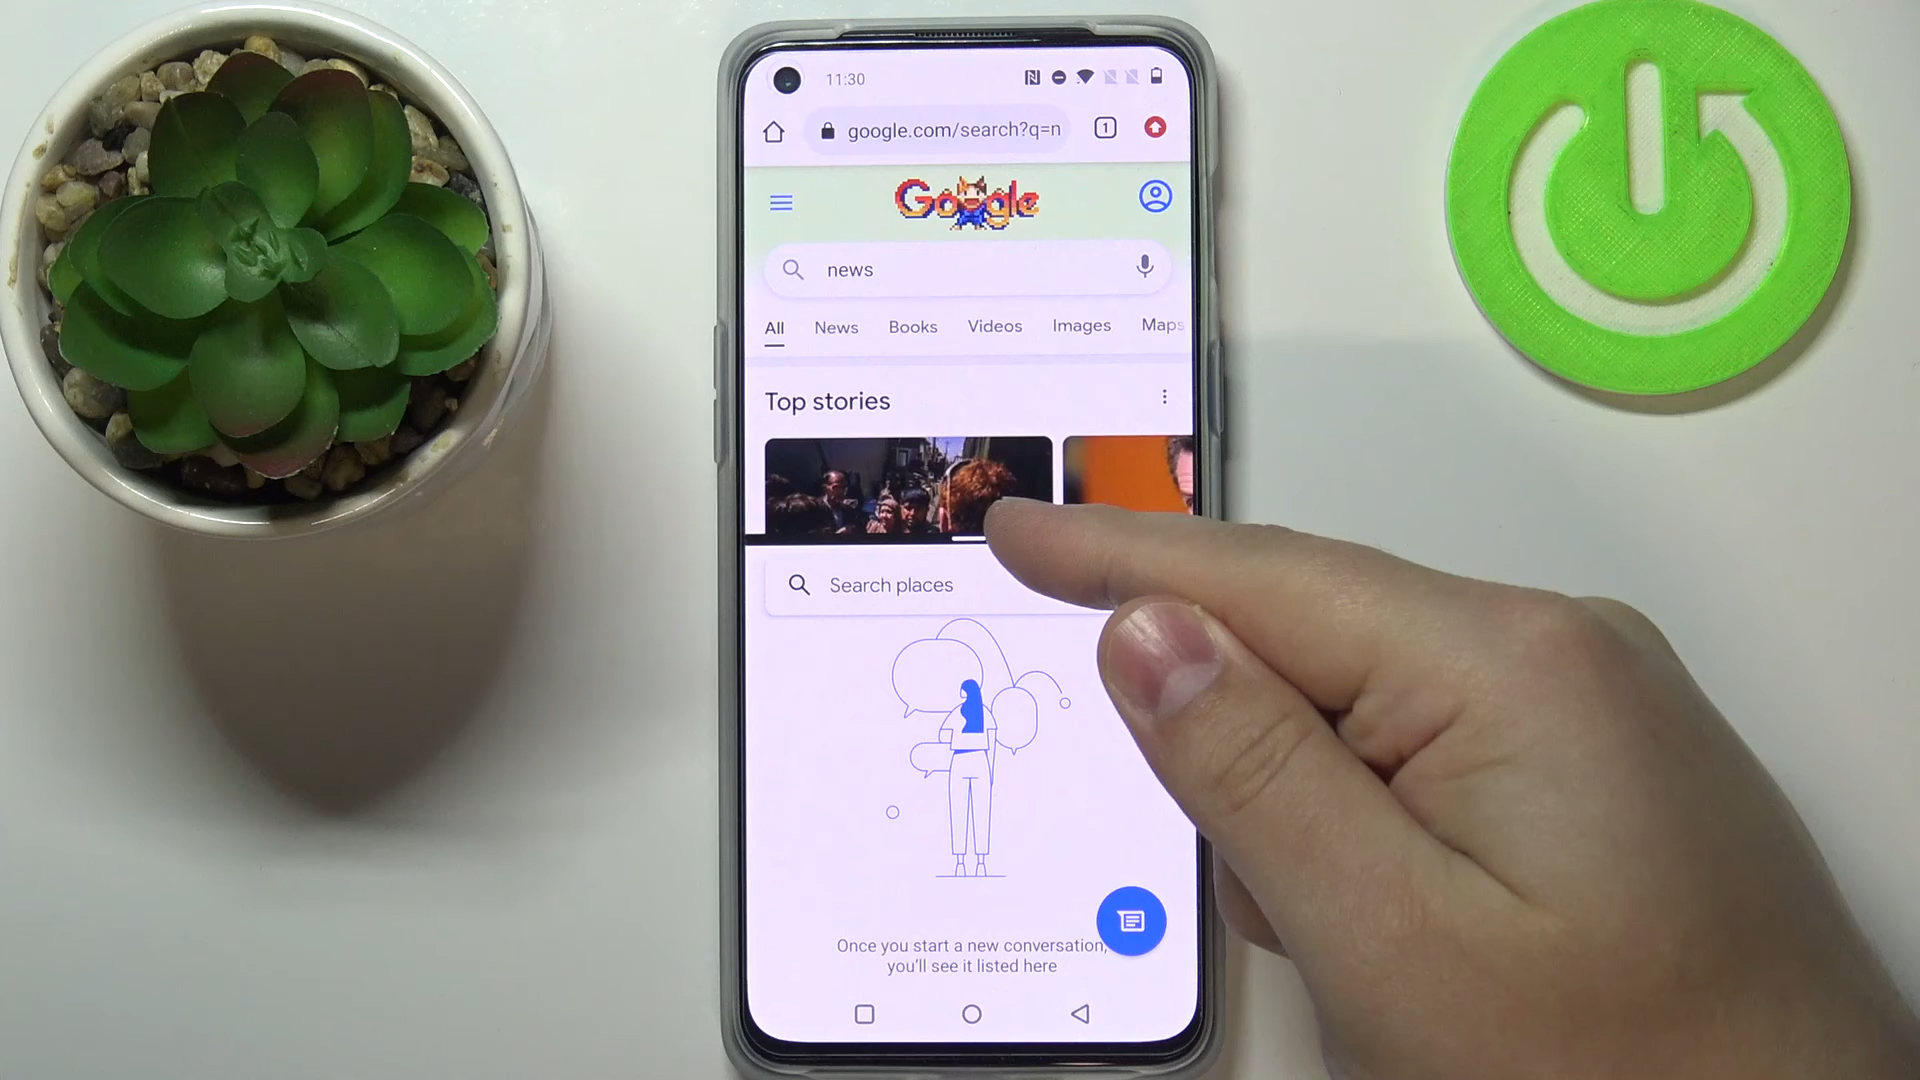 11:30
google.com/search?q=n
1
Google
news
All News Books Videos Images Maps
Top stories
Search places
Once you start a new conversation,
you'll see it listed here